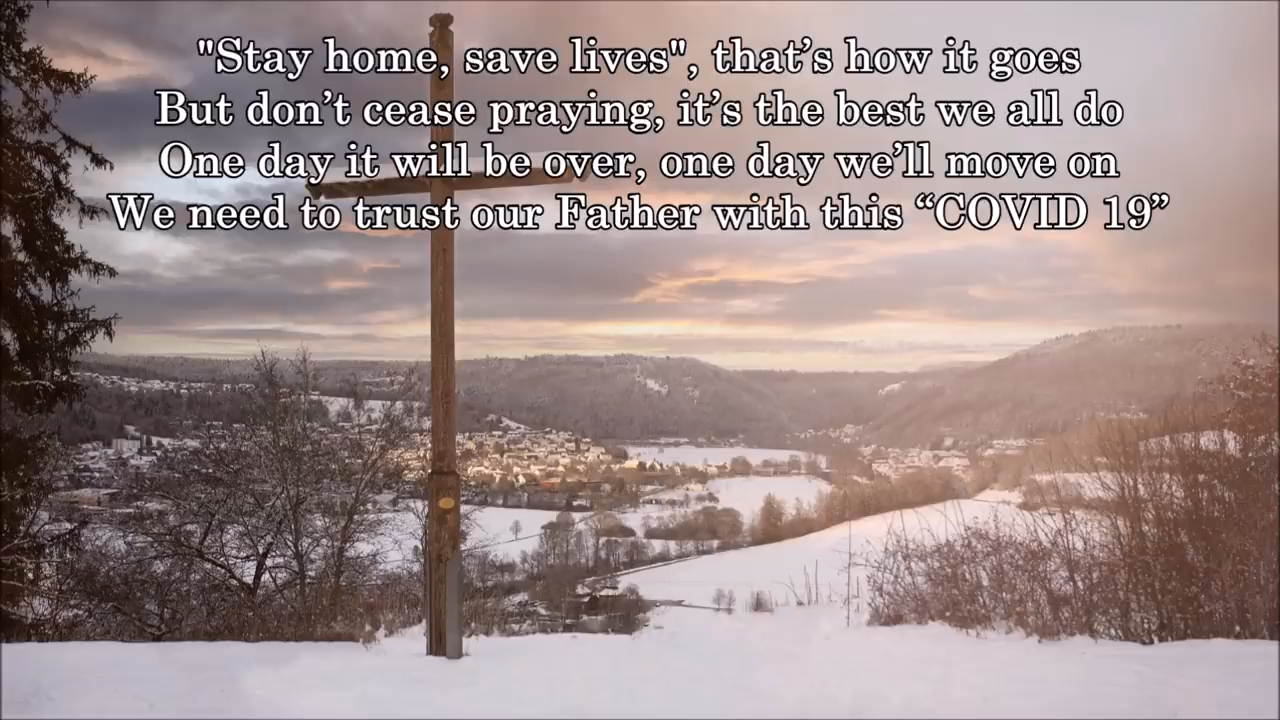 "Stay home, save lives", that’s how it goes
But don’t cease praying, it’s the best we all do
One day it will be over, one day we’ll move on
We need to trust our Father with this “COVID 19”